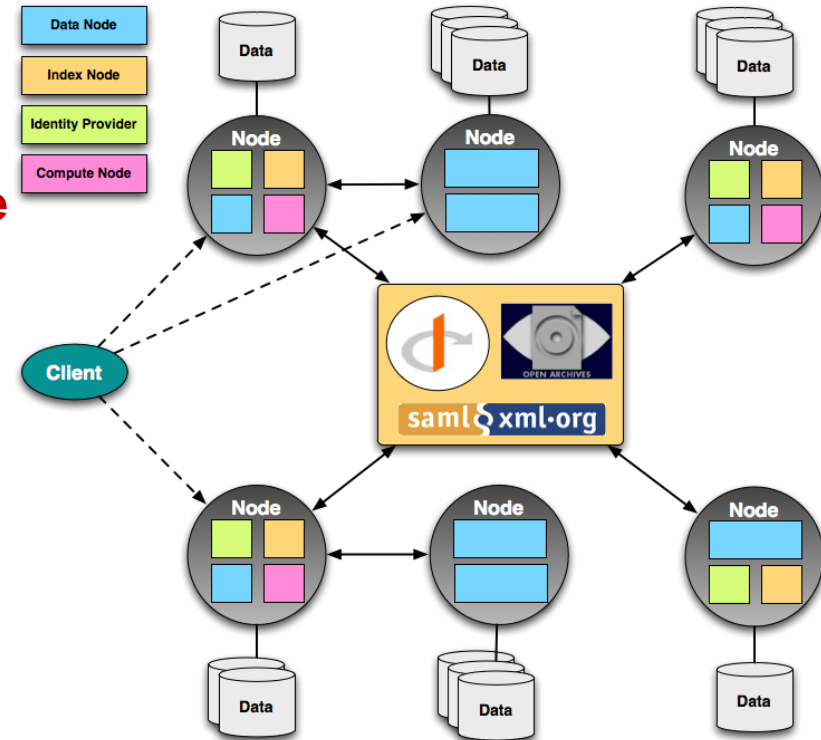 Data Node
Index Node
Identity Provider
Compute Node
e
Data
Data
Data
Node
Node
Node
Client
OPEN ARCHIVES
saml xml·org
Node
Node
Node
Data
Data
Data